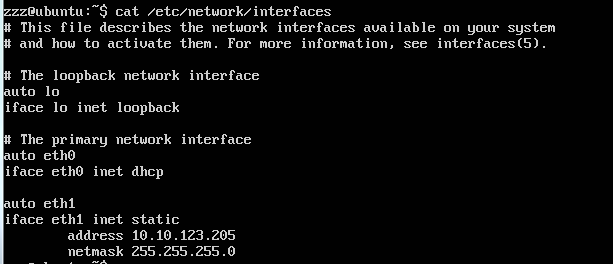 zzz@ubuntu:~$ cat /etc/network/interfaces
# This file describes the network interfaces available on your system
# and how to activate them. For more information, see interfaces(5).
# The loopback network interface
auto lo
iface lo inet loopback
# The primary network interface
auto eth0
iface eth0 inet dhcp
auto eth1
iface eth1 inet static
address 10.10.123.205
netmask 255.255.255.0